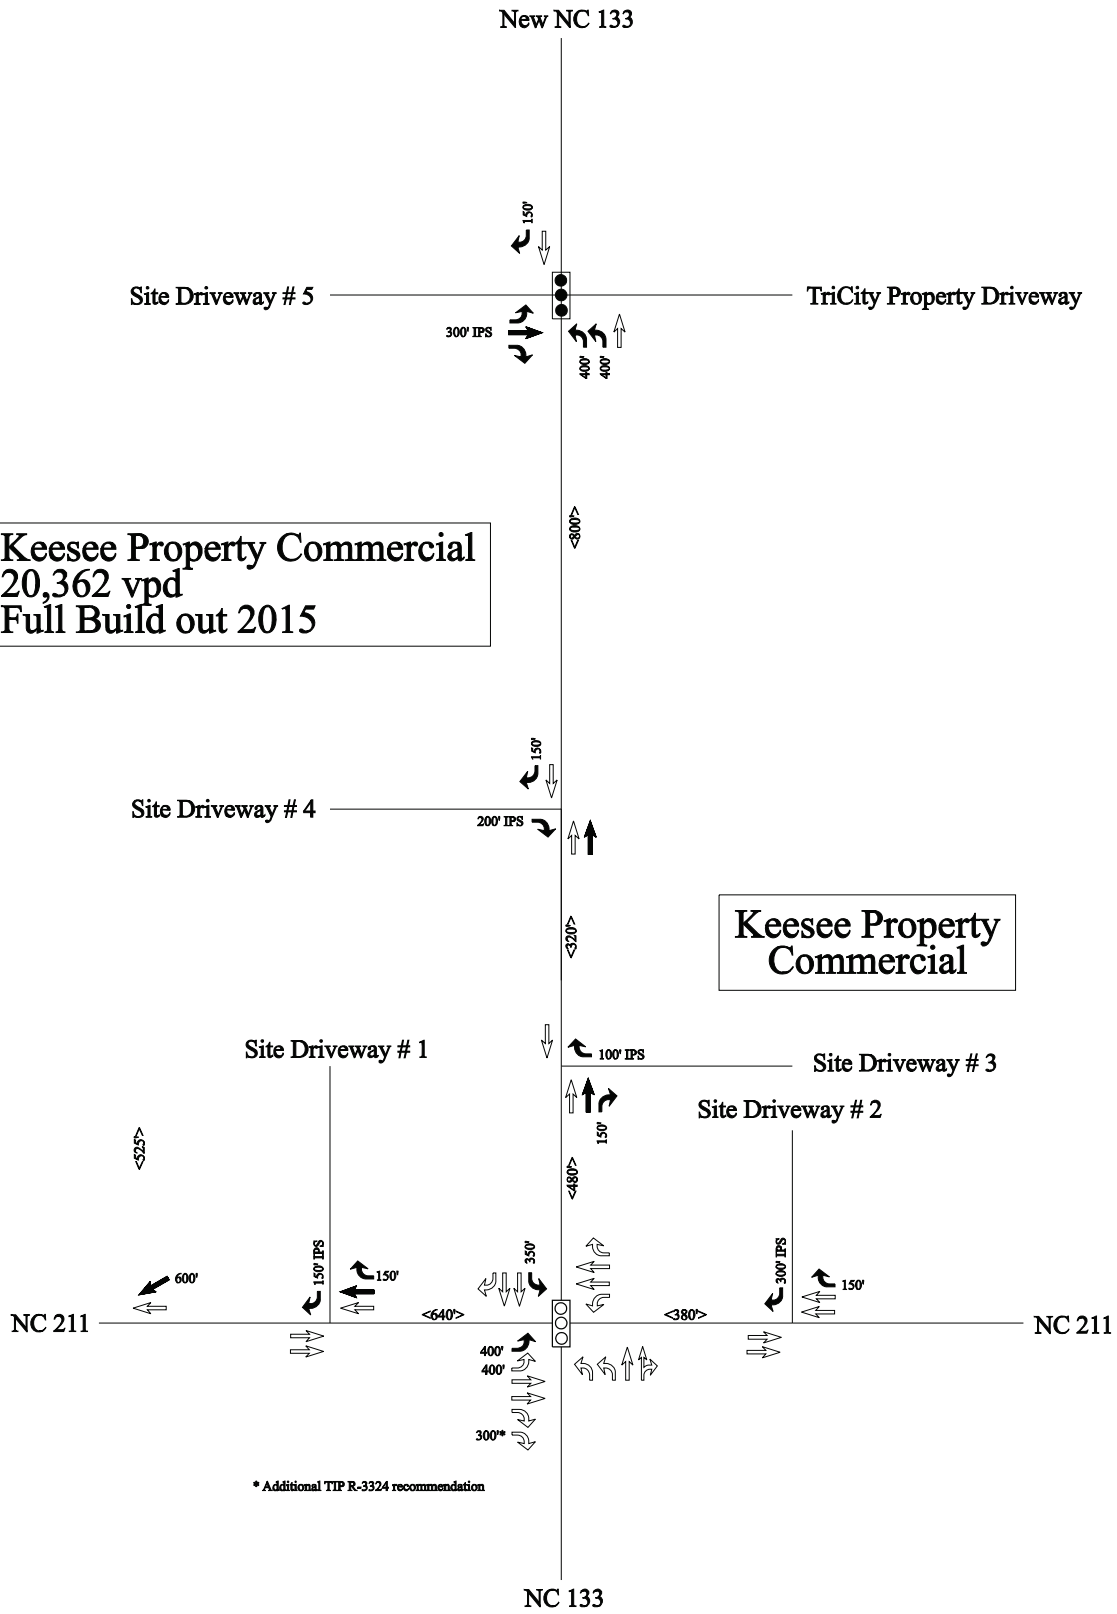 New NC 133
150'
Site Driveway # 5
TriCity Property Driveway
300' IPS
400'
400'
<800'>
Keesee Property Commercial
20,362 vpd
Full Build out 2015
150'
Site Driveway # 4
200' IPS
Keesee Property
Commercial
<320'>
Site Driveway # 1
100' IPS
Site Driveway # 3
Site Driveway # 2
150'
<525'>
<480'>
150' IPS
350'
300' IPS
600'
150'
150'
NC 211
<640'>
<380'>
NC 211
400'
400'
300'*
* Additional TIP R-3324 recommendation
NC 133